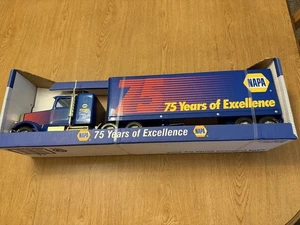 NAPA
75
75 Years of Excellence
NAPA 75 Years of Excellence NAPA